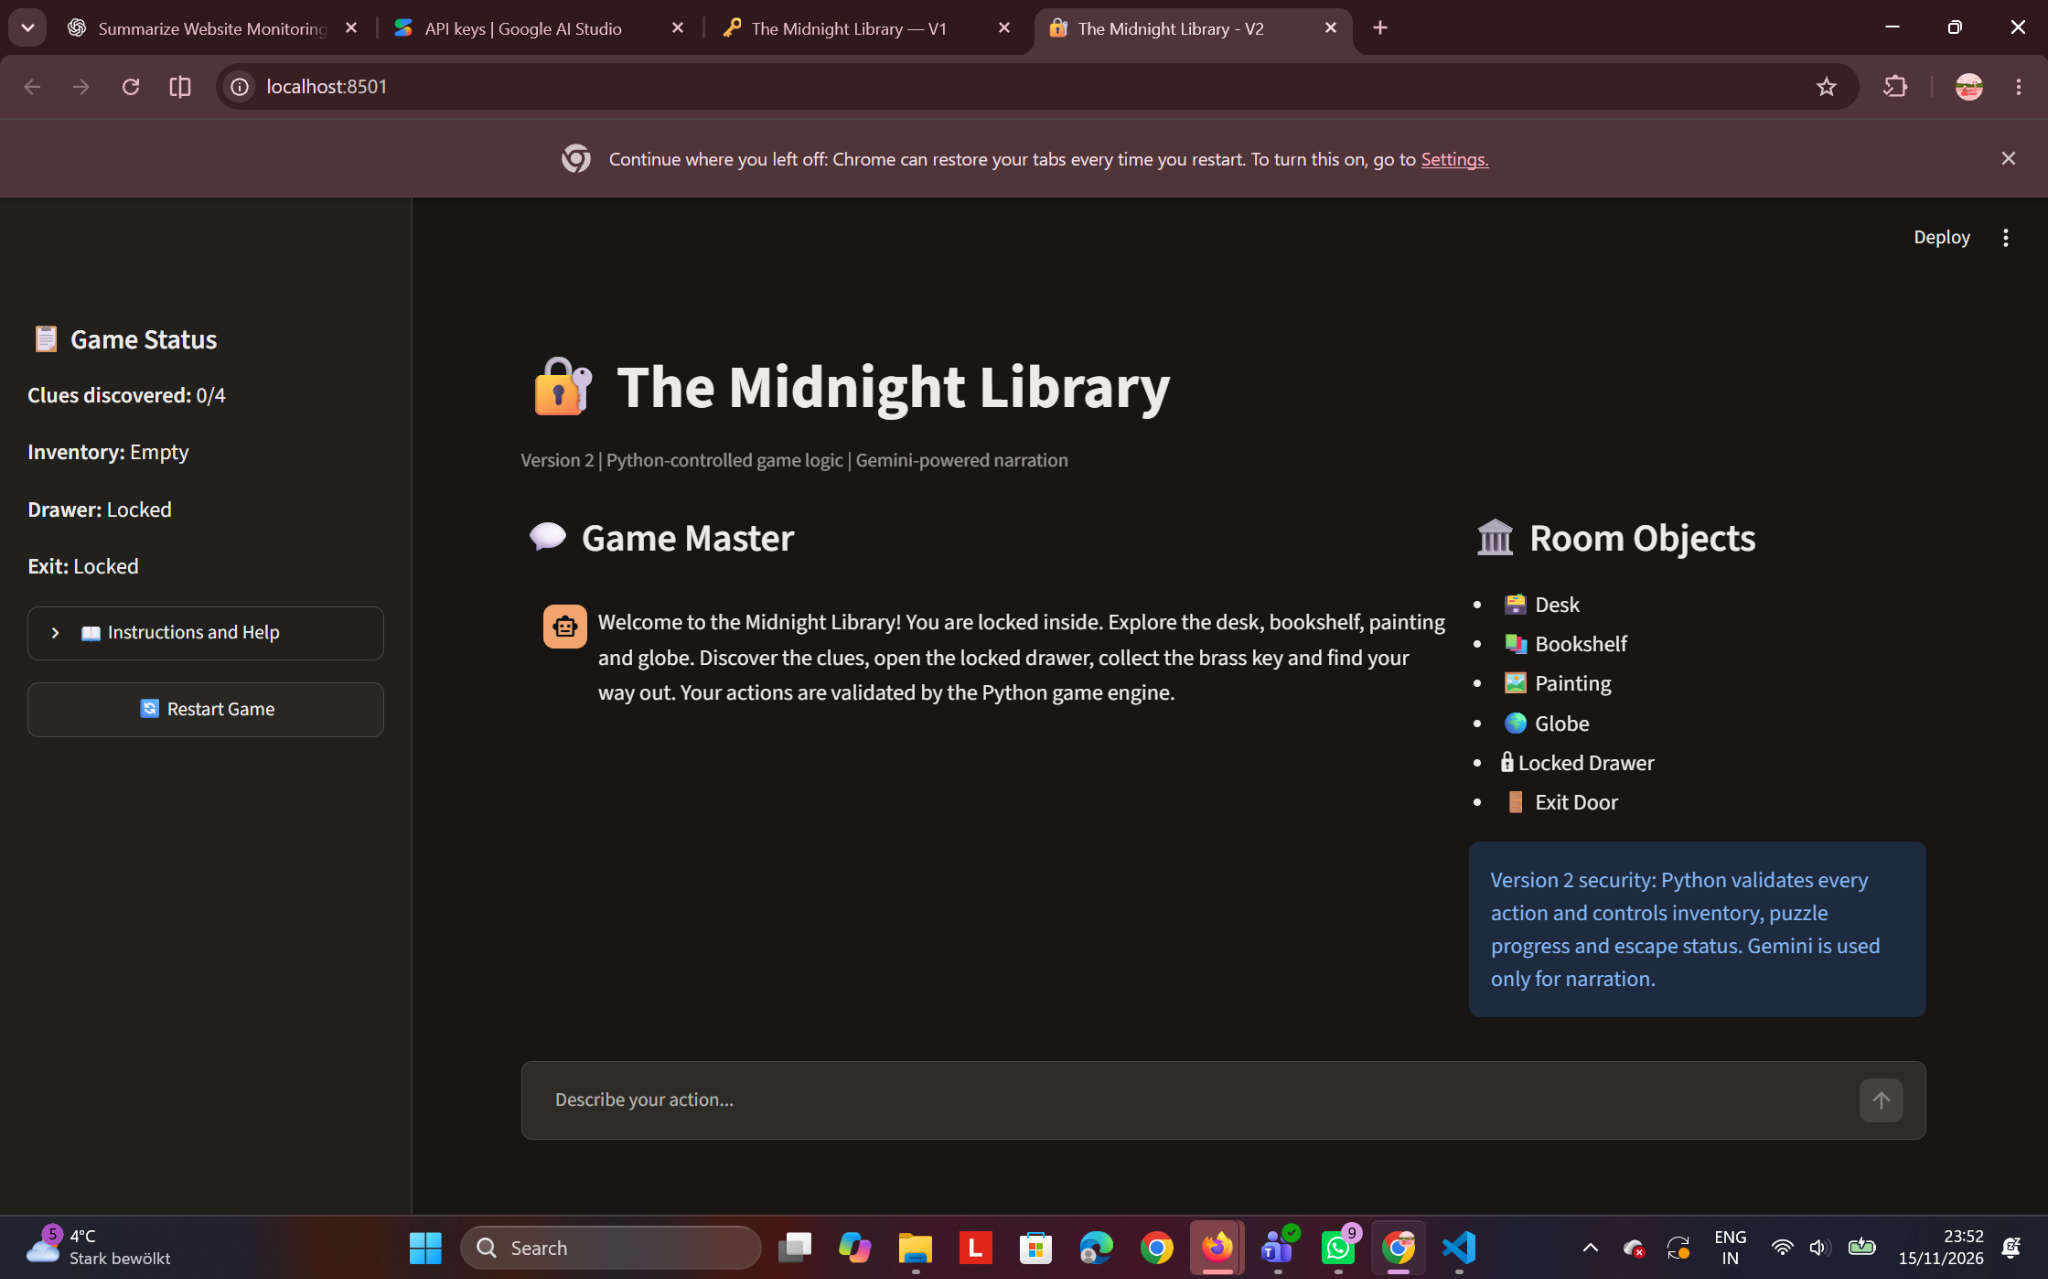 Summarize Website Monitoring
API keys | Google AI Studio
The Midnight Library — V1
The Midnight Library - V2
localhost:8501
Continue where you left off: Chrome can restore your tabs every time you restart. To turn this on, go to Settings.
Deploy
Game Status
Clues discovered: 0/4
Inventory: Empty
Drawer: Locked
Exit: Locked
Instructions and Help
Restart Game
The Midnight Library
Version 2 | Python-controlled game logic | Gemini-powered narration
Game Master
Welcome to the Midnight Library! You are locked inside. Explore the desk, bookshelf, painting
and globe. Discover the clues, open the locked drawer, collect the brass key and find your
way out. Your actions are validated by the Python game engine.
Room Objects
Desk
Bookshelf
Painting
Globe
Locked Drawer
Exit Door
Version 2 security: Python validates every
action and controls inventory, puzzle
progress and escape status. Gemini is used
only for narration.
Describe your action...
5
4°C
Stark bewölkt
Search
L
T
9
ENG
IN
23:52
15/11/2026